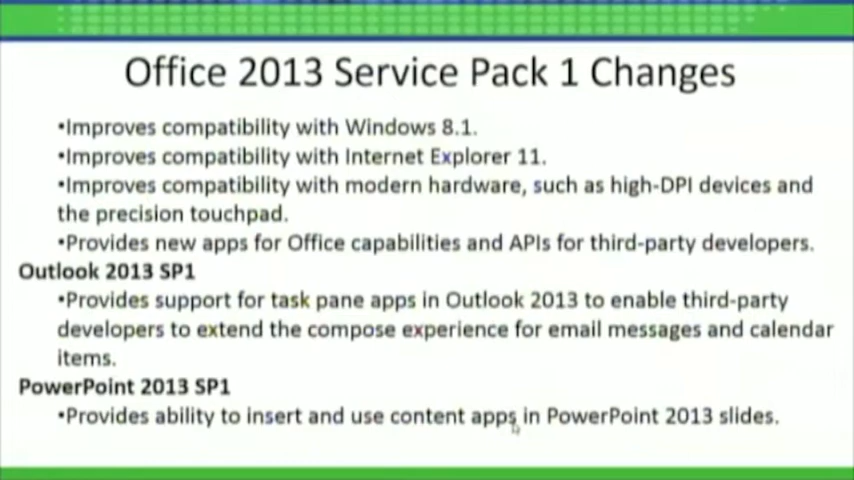 Office 2013 Service Pack 1 Changes
•Improves compatibility with Windows 8.1.
•Improves compatibility with Internet Explorer 11.
•Improves compatibility with modern hardware, such as high-DPI devices and
the precision touchpad.
•Provides new apps for Office capabilities and APIs for third-party developers.
Outlook 2013 SP1
•Provides support for task pane apps in Outlook 2013 to enable third-party
developers to extend the compose experience for email messages and calendar
items.
PowerPoint 2013 SP1
•Provides ability to insert and use content apps in PowerPoint 2013 slides.